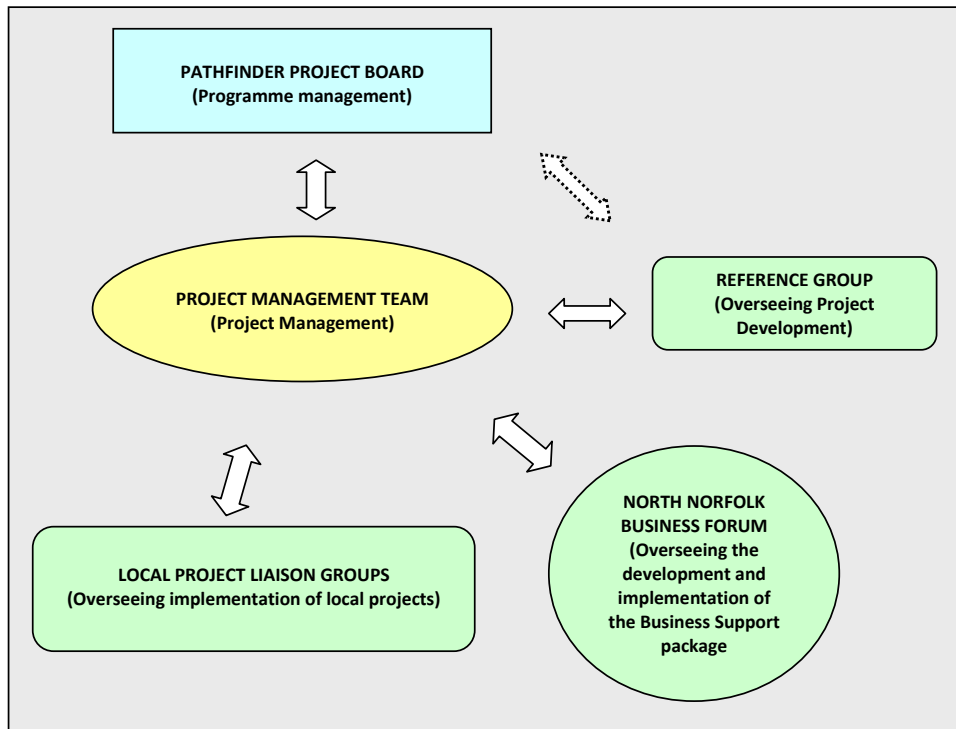 PATHFINDER PROJECT BOARD
(Programme management)
PROJECT MANAGEMENT TEAM
(Project Management)
REFERENCE GROUP
(Overseeing Project
Development)
LOCAL PROJECT LIAISON GROUPS
(Overseeing implementation of local projects)
NORTH NORFOLK
BUSINESS FORUM
(Overseeing the
development and
implementation of
the Business Support
package